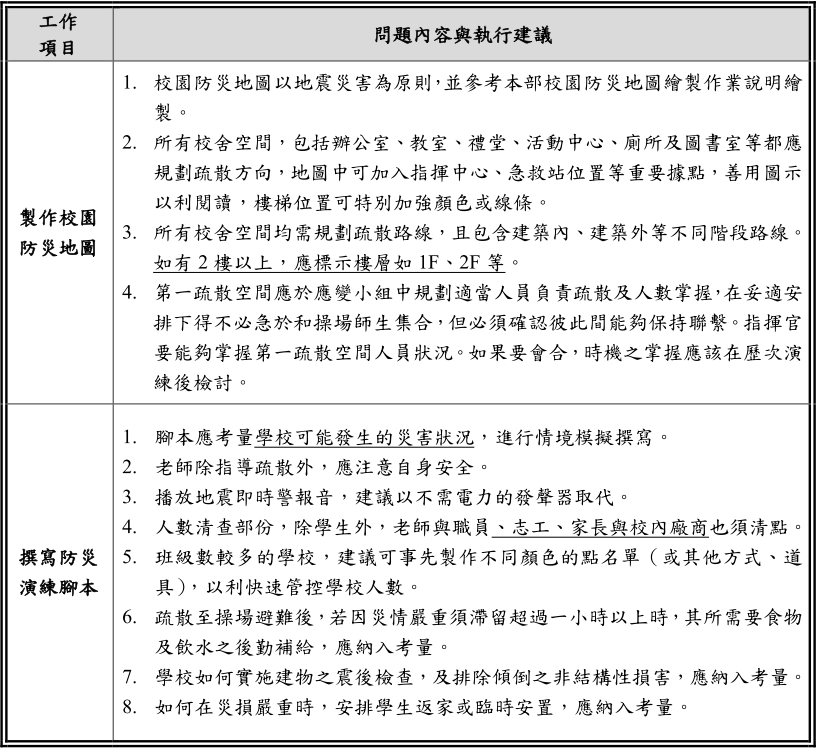 工作
項目
問題內容與執行建議
製作校園
防災地圖
1. 校園防災地圖以地震災害為原則，並參考本部校園防災地圖繪製作業說明繪
製。
2. 所有校舍空間，包括辦公室、教室、禮堂、活動中心、廁所及圖書室等都應
規劃疏散方向，地圖中可加入指揮中心、急救站位置等重要據點，善用圖示
以利閱讀，樓梯位置可特別加強顏色或線條。
3. 所有校舍空間均需規劃疏散路線，且包含建築內、建築外等不同階段路線。
如有 2 樓以上，應標示樓層如 1F、2F 等。
4. 第一疏散空間應於應變小組中規劃適當人員負責疏散及人數掌握，在妥適安
排下得不必急於和操場師生集合，但必須確認彼此間能夠保持聯繫。指揮官
要能夠掌握第一疏散空間人員狀況。如果要會合，時機之掌握應該在歷次演
練後檢討。
撰寫防災
演練腳本
1. 腳本應考量學校可能發生的災害狀況，進行情境模擬撰寫。
2. 老師除指導疏散外，應注意自身安全。
3. 播放地震即時警報音，建議以不需電力的發聲器取代。
4. 人數清查部份，除學生外，老師與職員、志工、家長與校內廠商也須清點。
5. 班級數較多的學校，建議可事先製作不同顏色的點名單（或其他方式、道
具），以利快速管控學校人數。
6. 疏散至操場避難後，若因災情嚴重須滯留超過一小時以上時，其所需要食物
及飲水之後勤補給，應納入考量。
7. 學校如何實施建物之震後檢查，及排除傾倒之非結構性損害，應納入考量。
8. 如何在災損嚴重時，安排學生返家或臨時安置，應納入考量。